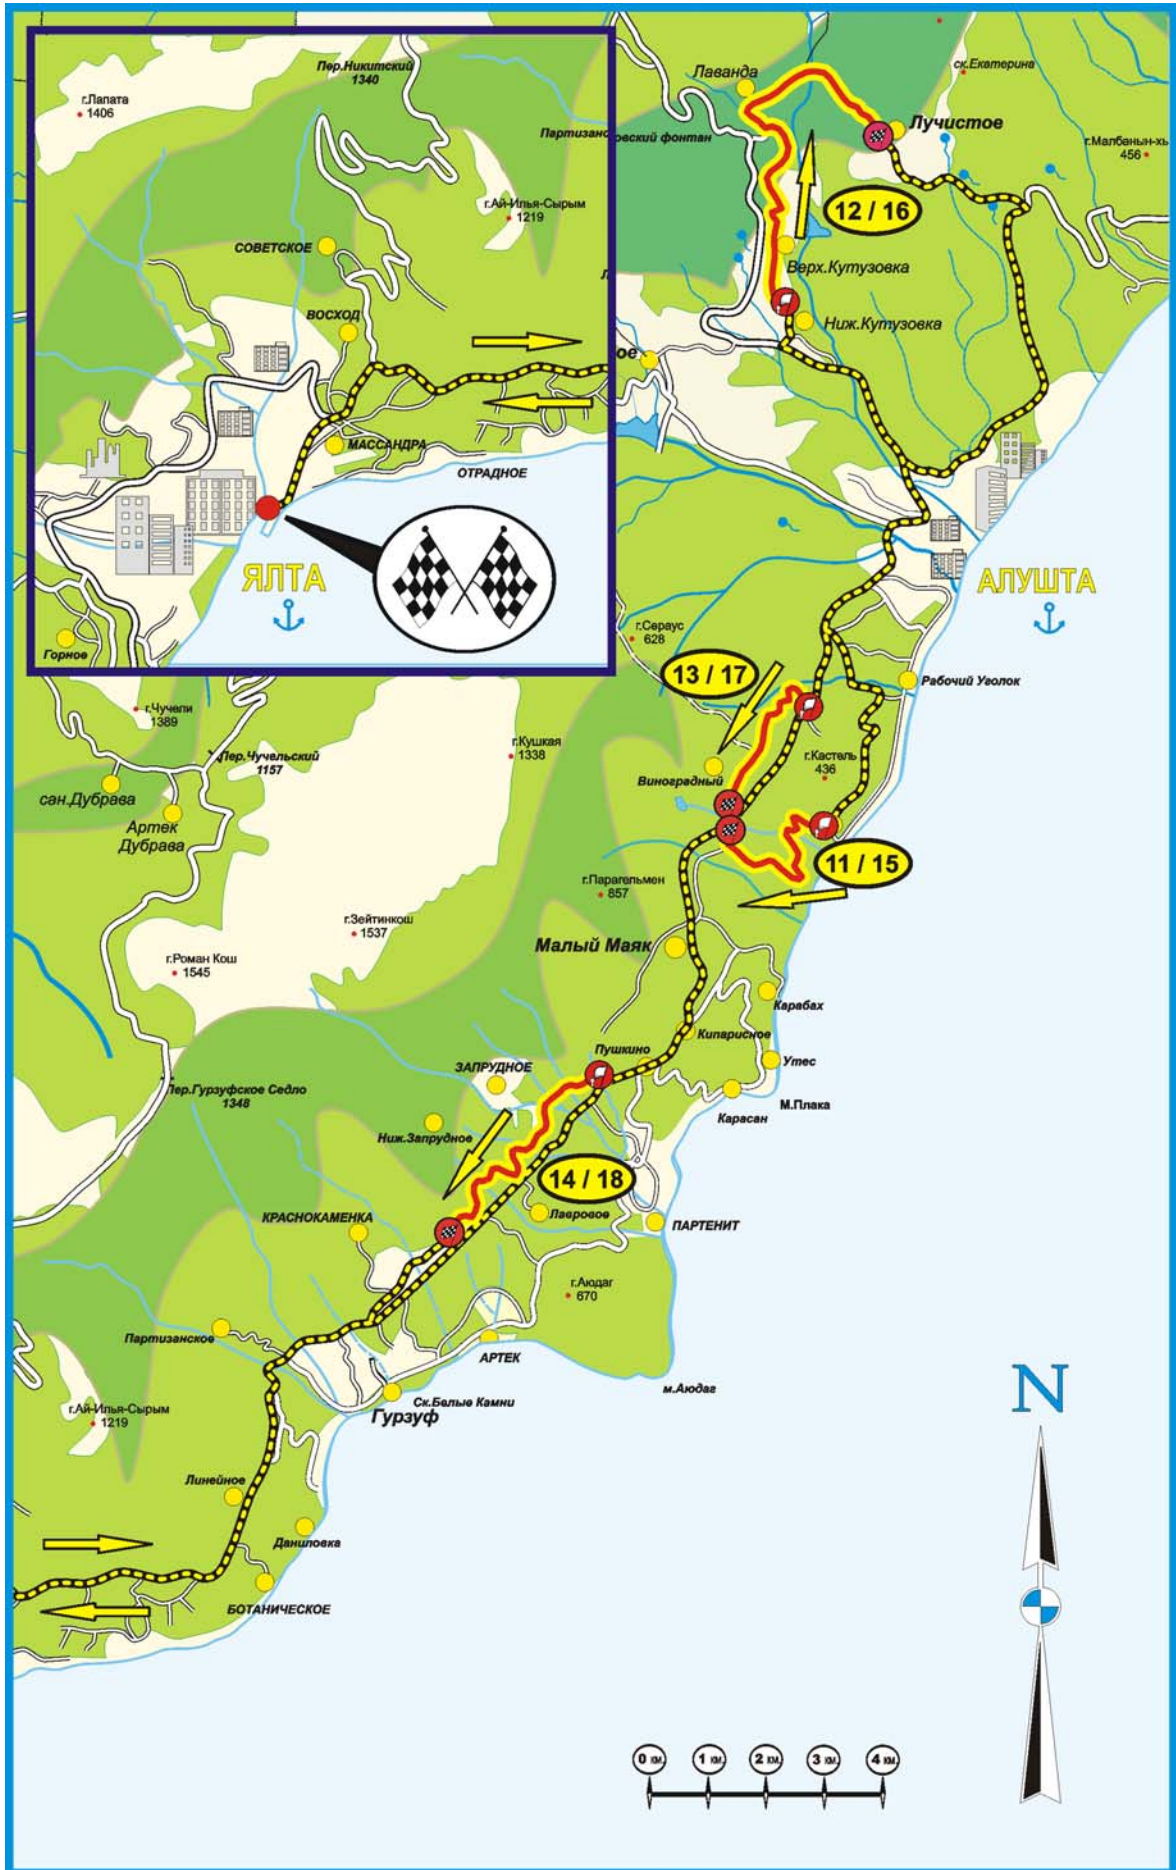 Пер.Никитский
1340
г.Лапата
1406
г.Ай-Илья-Сырым
1219
СОВЕТСКОЕ
ВОСХОД
МАССАНДРА
ОТРАДНОЕ
ЯЛТА
Горное
ск.Екатерина
Лаванда
Лучистое
г.Малбанын-хь
456
12 / 16
Верх.Кутузовка
Ниж.Кутузовка
ое
АЛУШТА
г.Сераус
628
13 / 17
Рабочий Уголок
г.Чучели
1389
Пер.Чучельский
1157
г.Кушкая
1338
г.Кастель
436
Виноградный
сан.Дубрава
Артек
Дубрава
11 / 15
г.Парагельмен
857
г.Зейтинкош
1537
Малый Маяк
г.Роман Кош
1545
Карабах
Кипарисное
Пушкино
Утес
ЗАПРУДНОЕ
Пер.Гурзуфское Седло
1348
М.Плака
Карасан
Ниж.Запрудное
14 / 18
Лавровое
КРАСНОКАМЕНКА
ПАРТЕНИТ
г.Аюдаг
670
Партизанское
АРТЕК
м.Аюдаг
Ск.Белые Камни
Гурзуф
г.Ай-Илья-Сырым
1219
N
Линейное
Даниловка
БОТАНИЧЕСКОЕ
0 км. 1 км. 2 км. 3 км. 4 км.